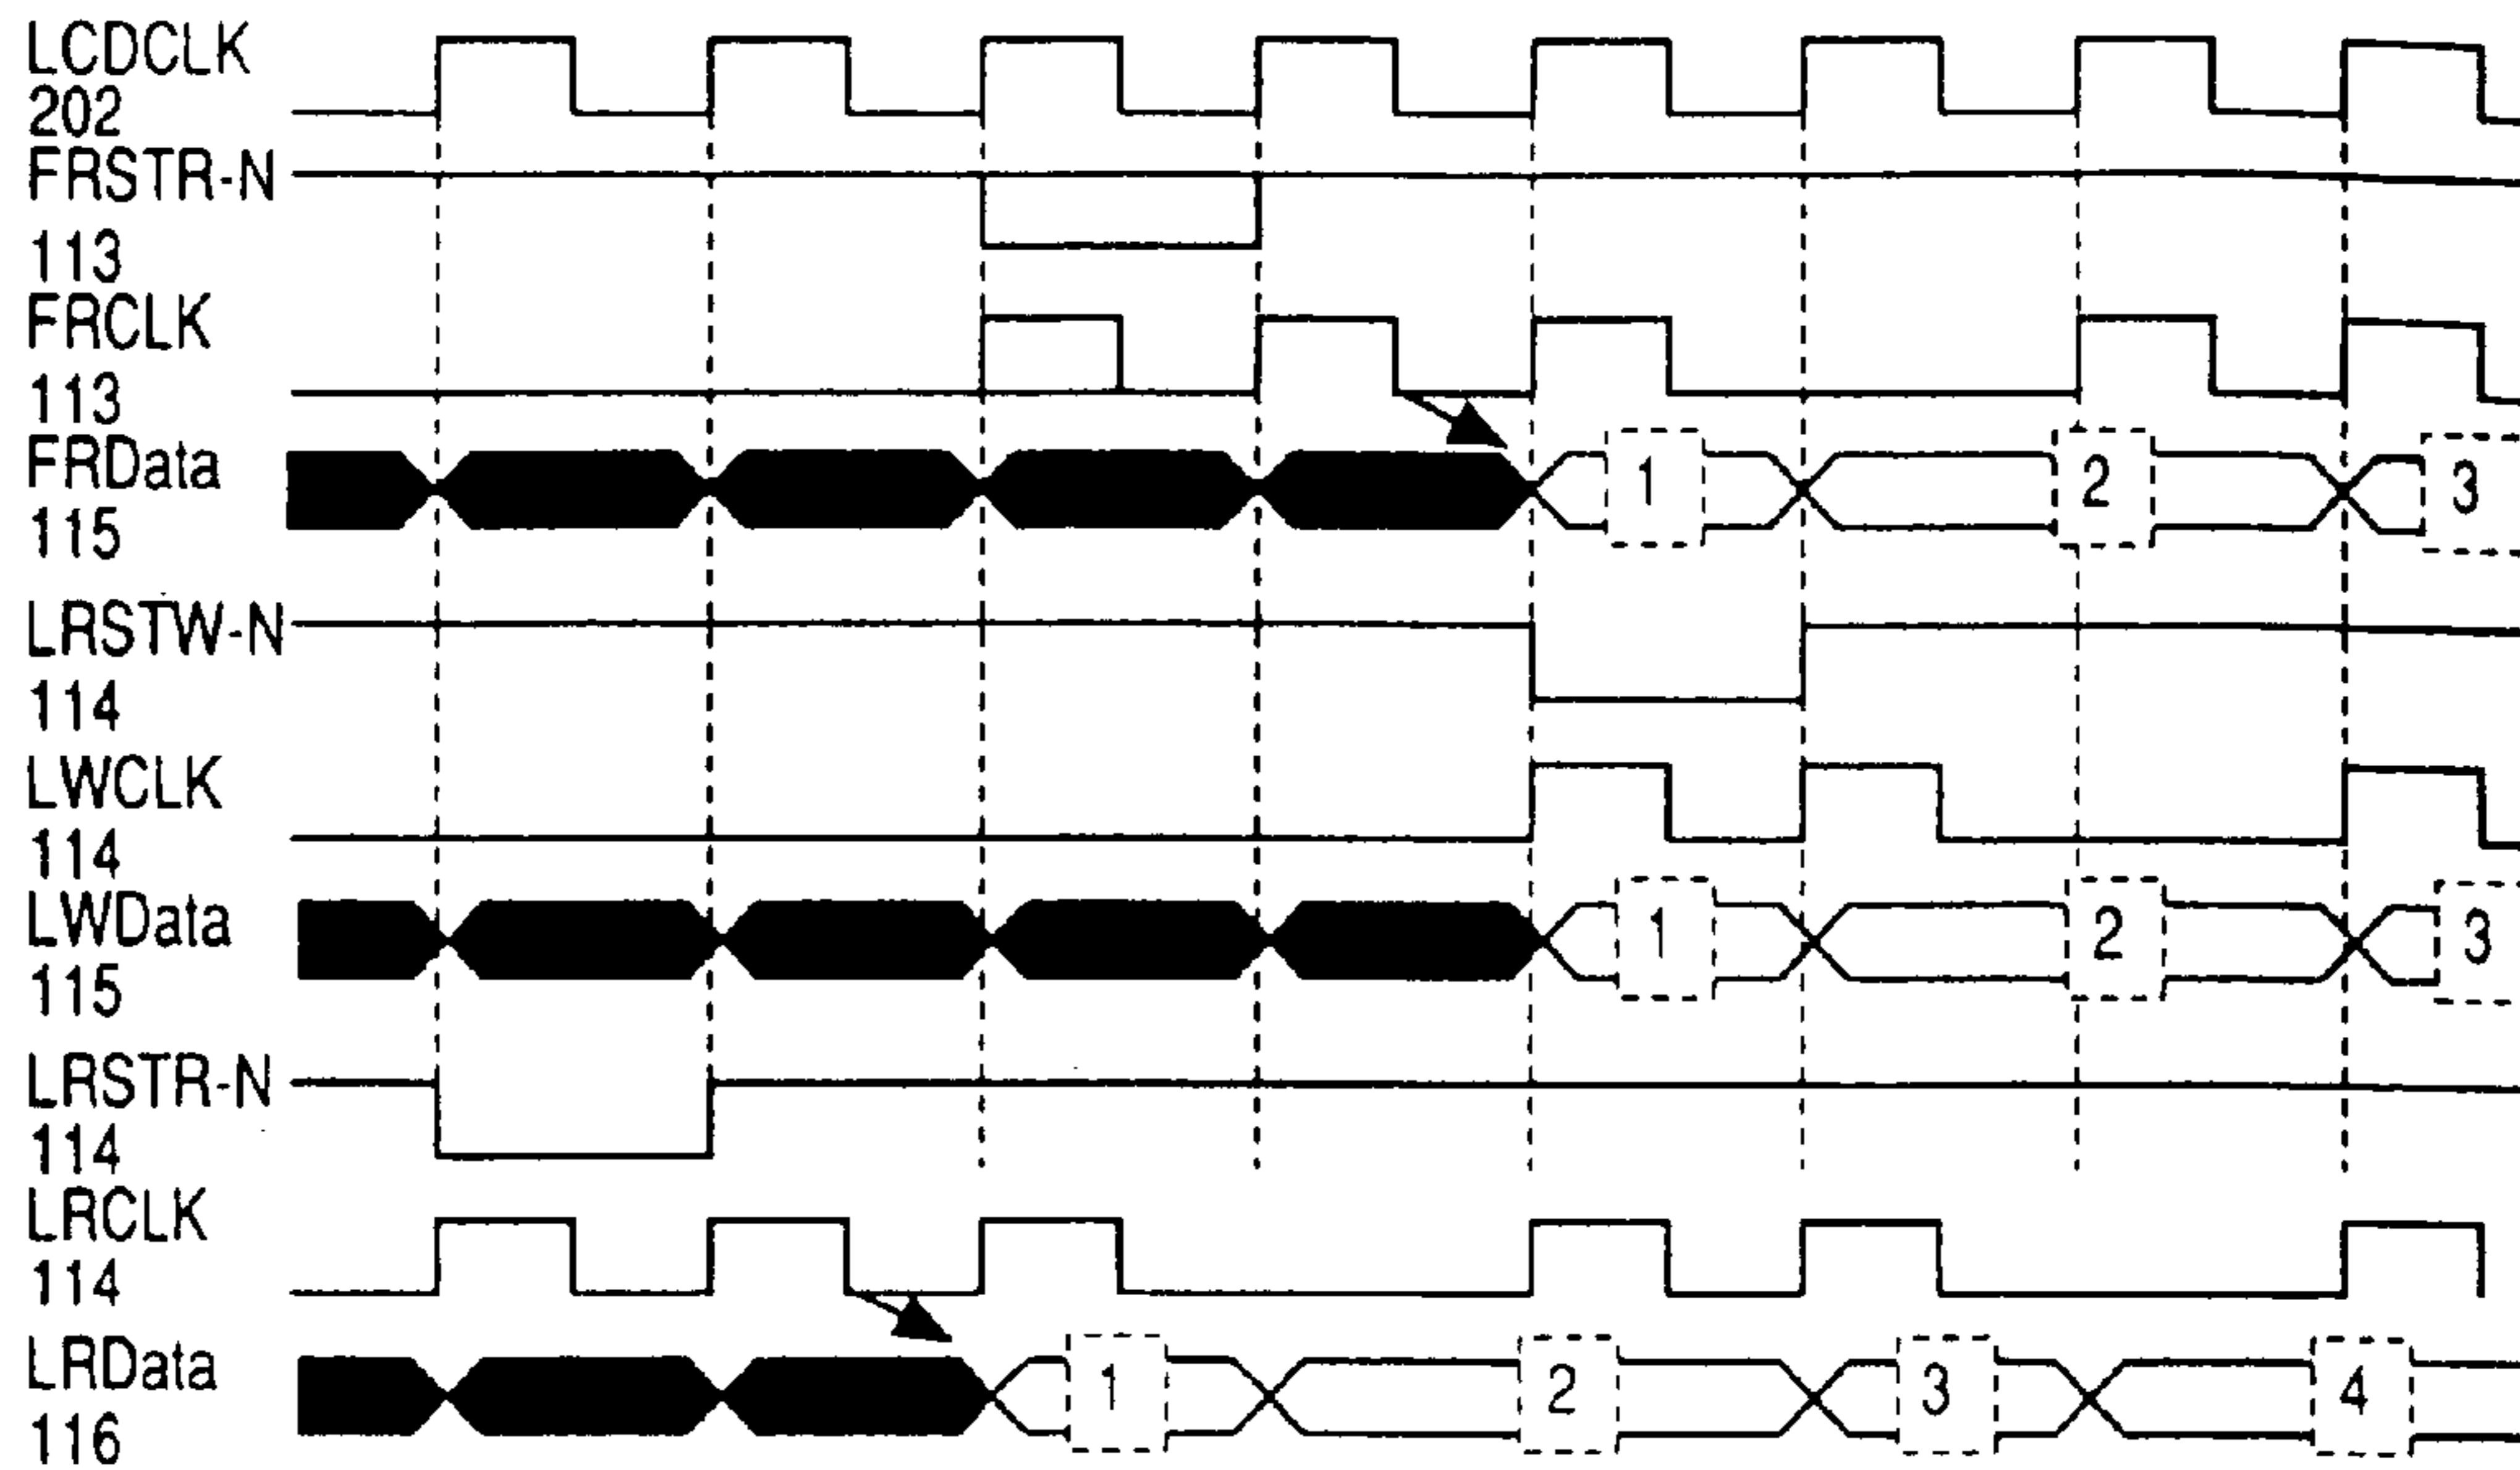 LCDCLK
202
FRSTR-N
113
FRCLK
113
FRData 1 2 3
115
LRSTW-N
114
LWCLK
114
LWData 1 2 3
115
LRSTR-N
114
LRCLK
114
LRData 1 2 3 4
116